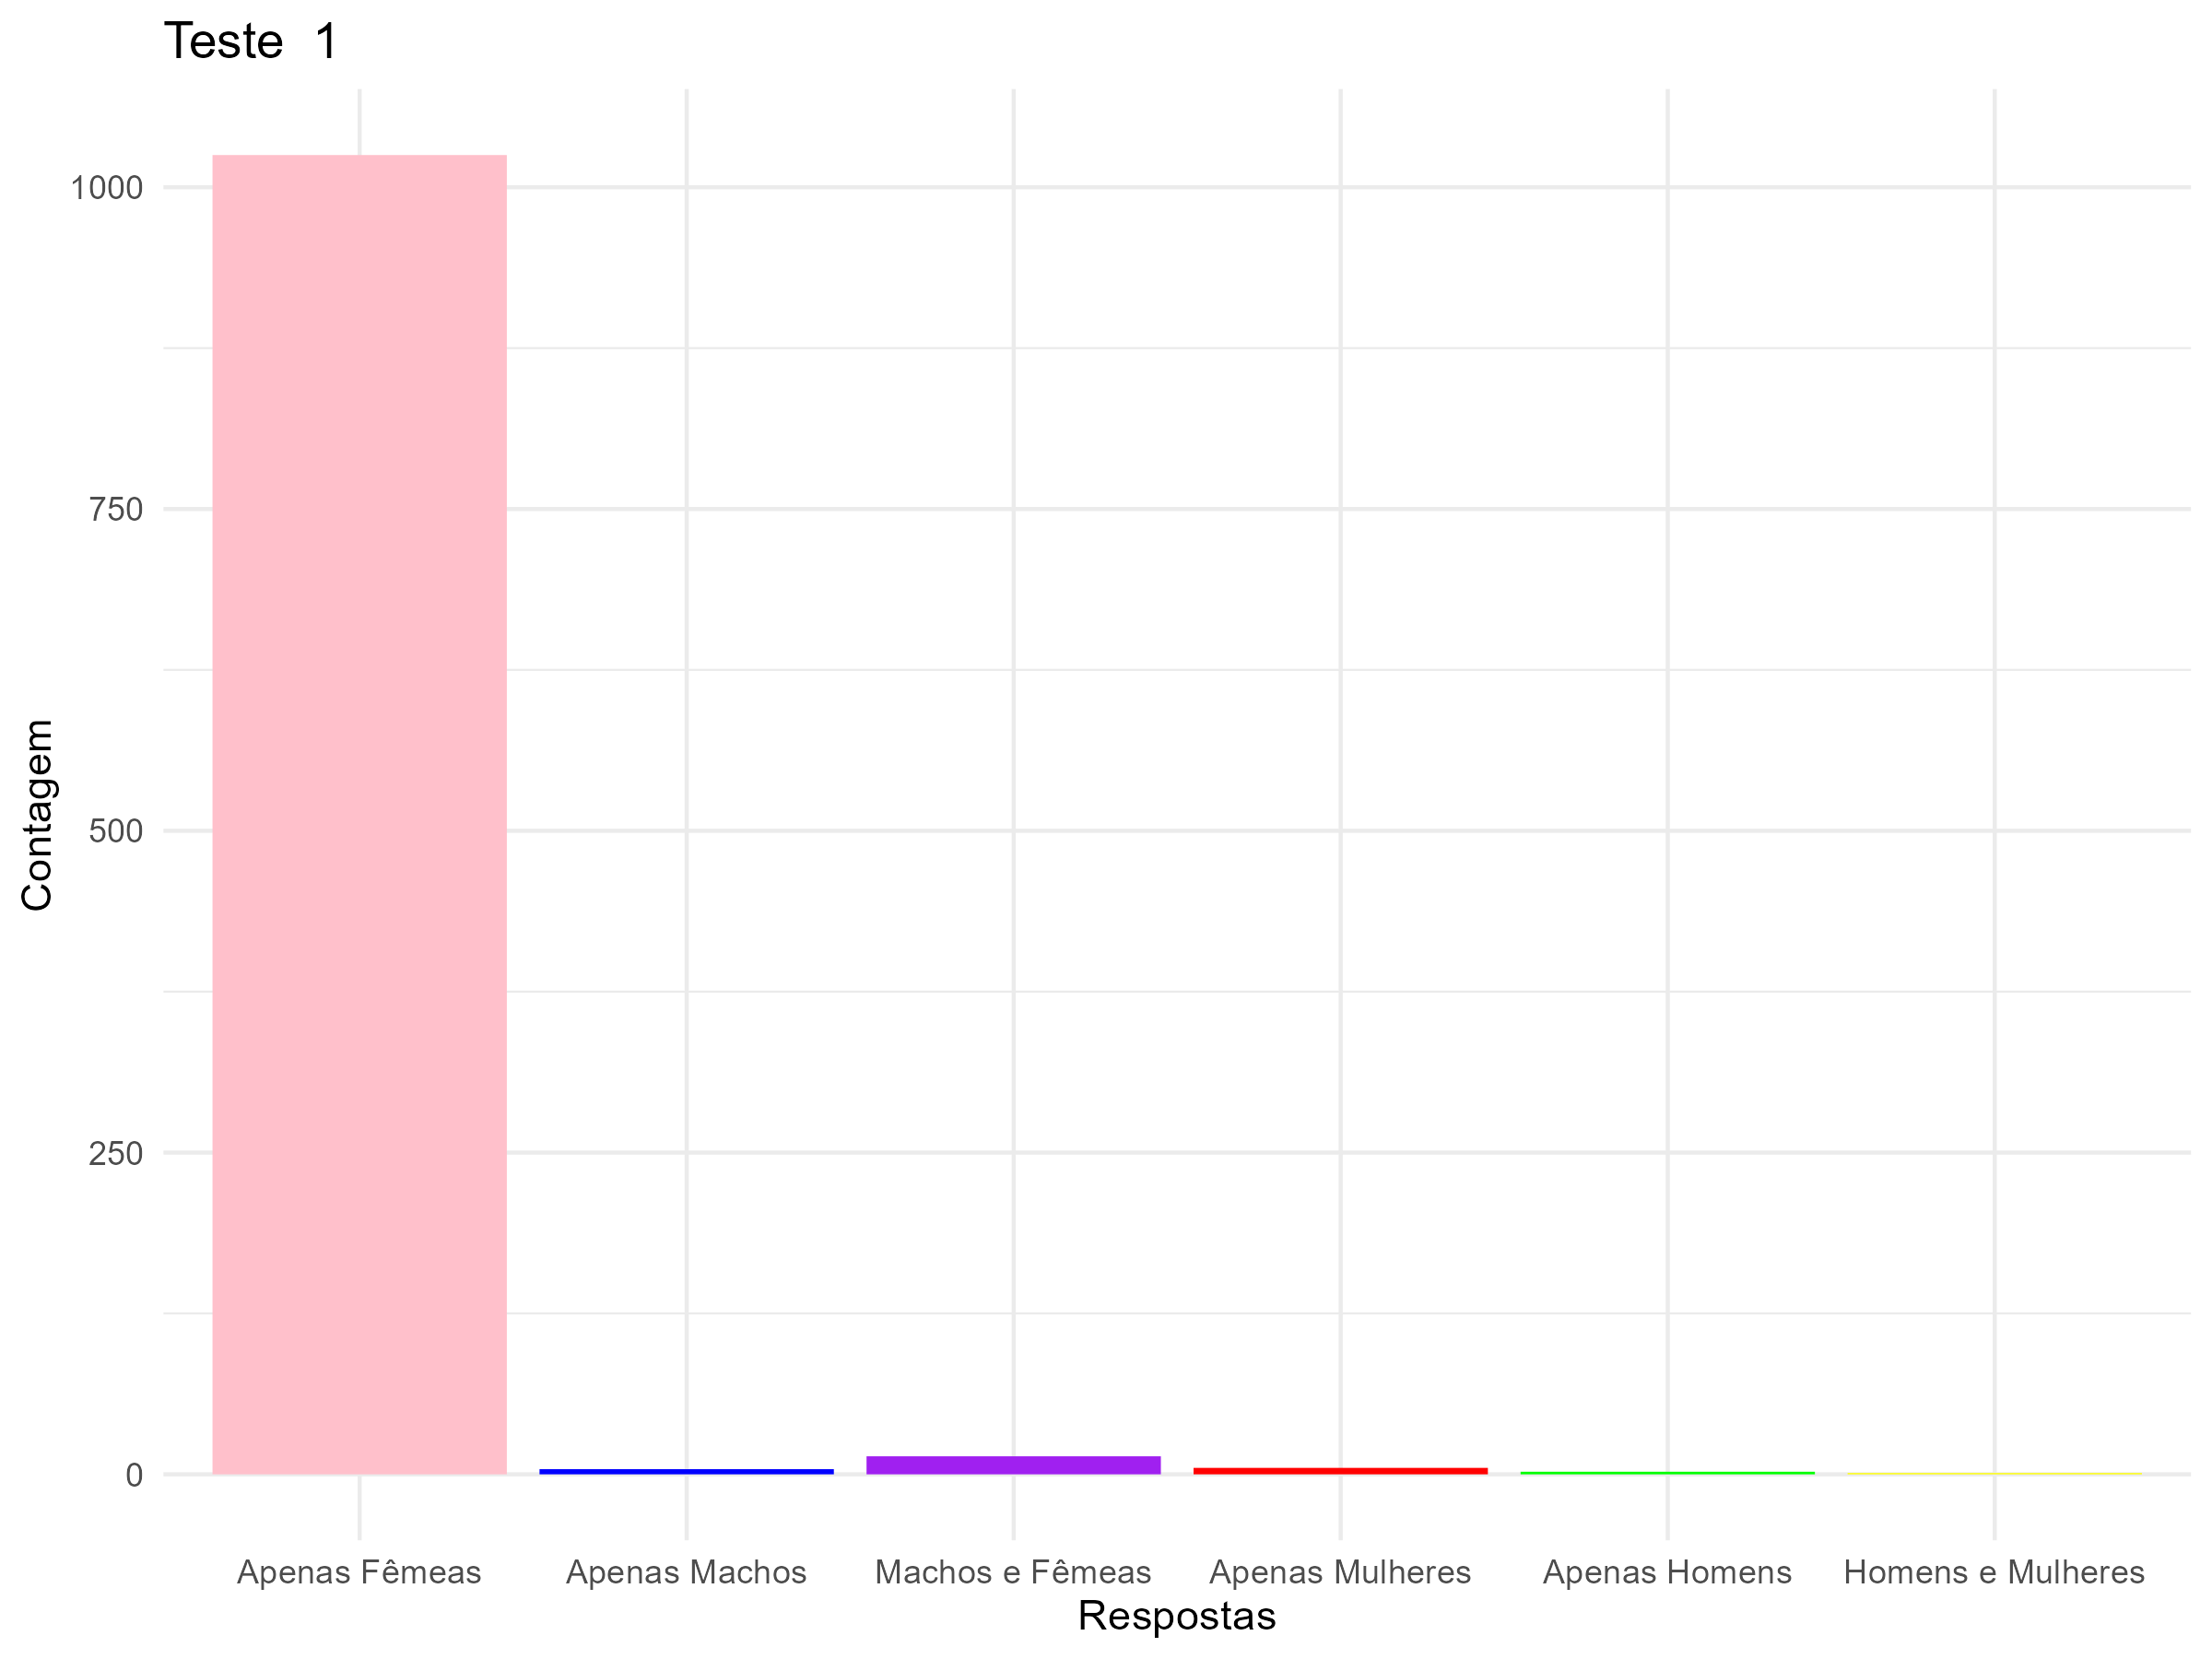 Teste  1
Contagem
1000
750
500
250
0
Apenas Fêmeas
Apenas Machos
Machos e Fêmeas
Apenas Mulheres
Apenas Homens
Homens e Mulheres
Respostas